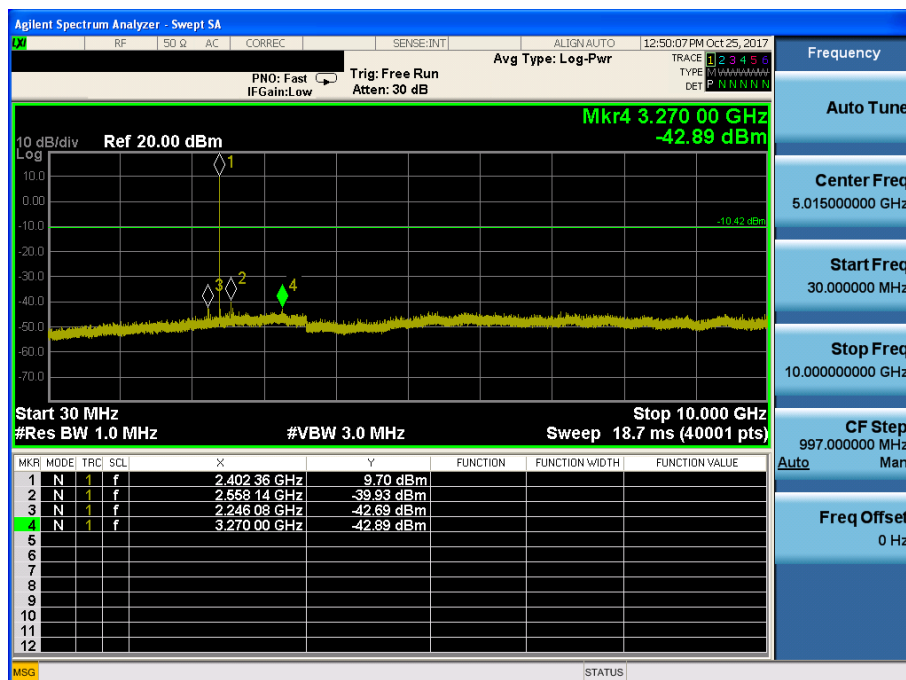 Agilent Spectrum Analyzer - Swept SA
LXI RF 50 Ω AC CORREC SENSE:INT ALIGN AUTO 12:50:07 PM Oct 25, 2017
Frequency
Avg Type: Log-Pwr TRACE 1 2 3 4 5 6
PNO: Fast Trig: Free Run TYPE M
IFGain:Low Atten: 30 dB DET P N N N N N
Auto Tune
Mkr4 3.270 00 GHz
-42.89 dBm
10 dB/div Ref 20.00 dBm
Log
1
10.0
0.00
-10.0
-10.42 dBm
-20.0
-30.0
3 2 4
-40.0
-50.0
-60.0
-70.0
Start 30 MHz Stop 10.000 GHz
#Res BW 1.0 MHz #VBW 3.0 MHz Sweep 18.7 ms (40001 pts)
Center Freq
5.015000000 GHz
Start Freq
30.000000 MHz
Stop Freq
10.000000000 GHz
CF Step
997.000000 MHz
Auto Man
Freq Offset
0 Hz
MKR MODE TRC SCL X Y FUNCTION FUNCTION WIDTH FUNCTION VALUE
1 N 1 f 2.402 36 GHz 9.70 dBm
2 N 1 f 2.558 14 GHz -39.93 dBm
3 N 1 f 2.246 08 GHz -42.69 dBm
4 N 1 f 3.270 00 GHz -42.89 dBm
5
6
7
8
9
10
11
12
MSG STATUS